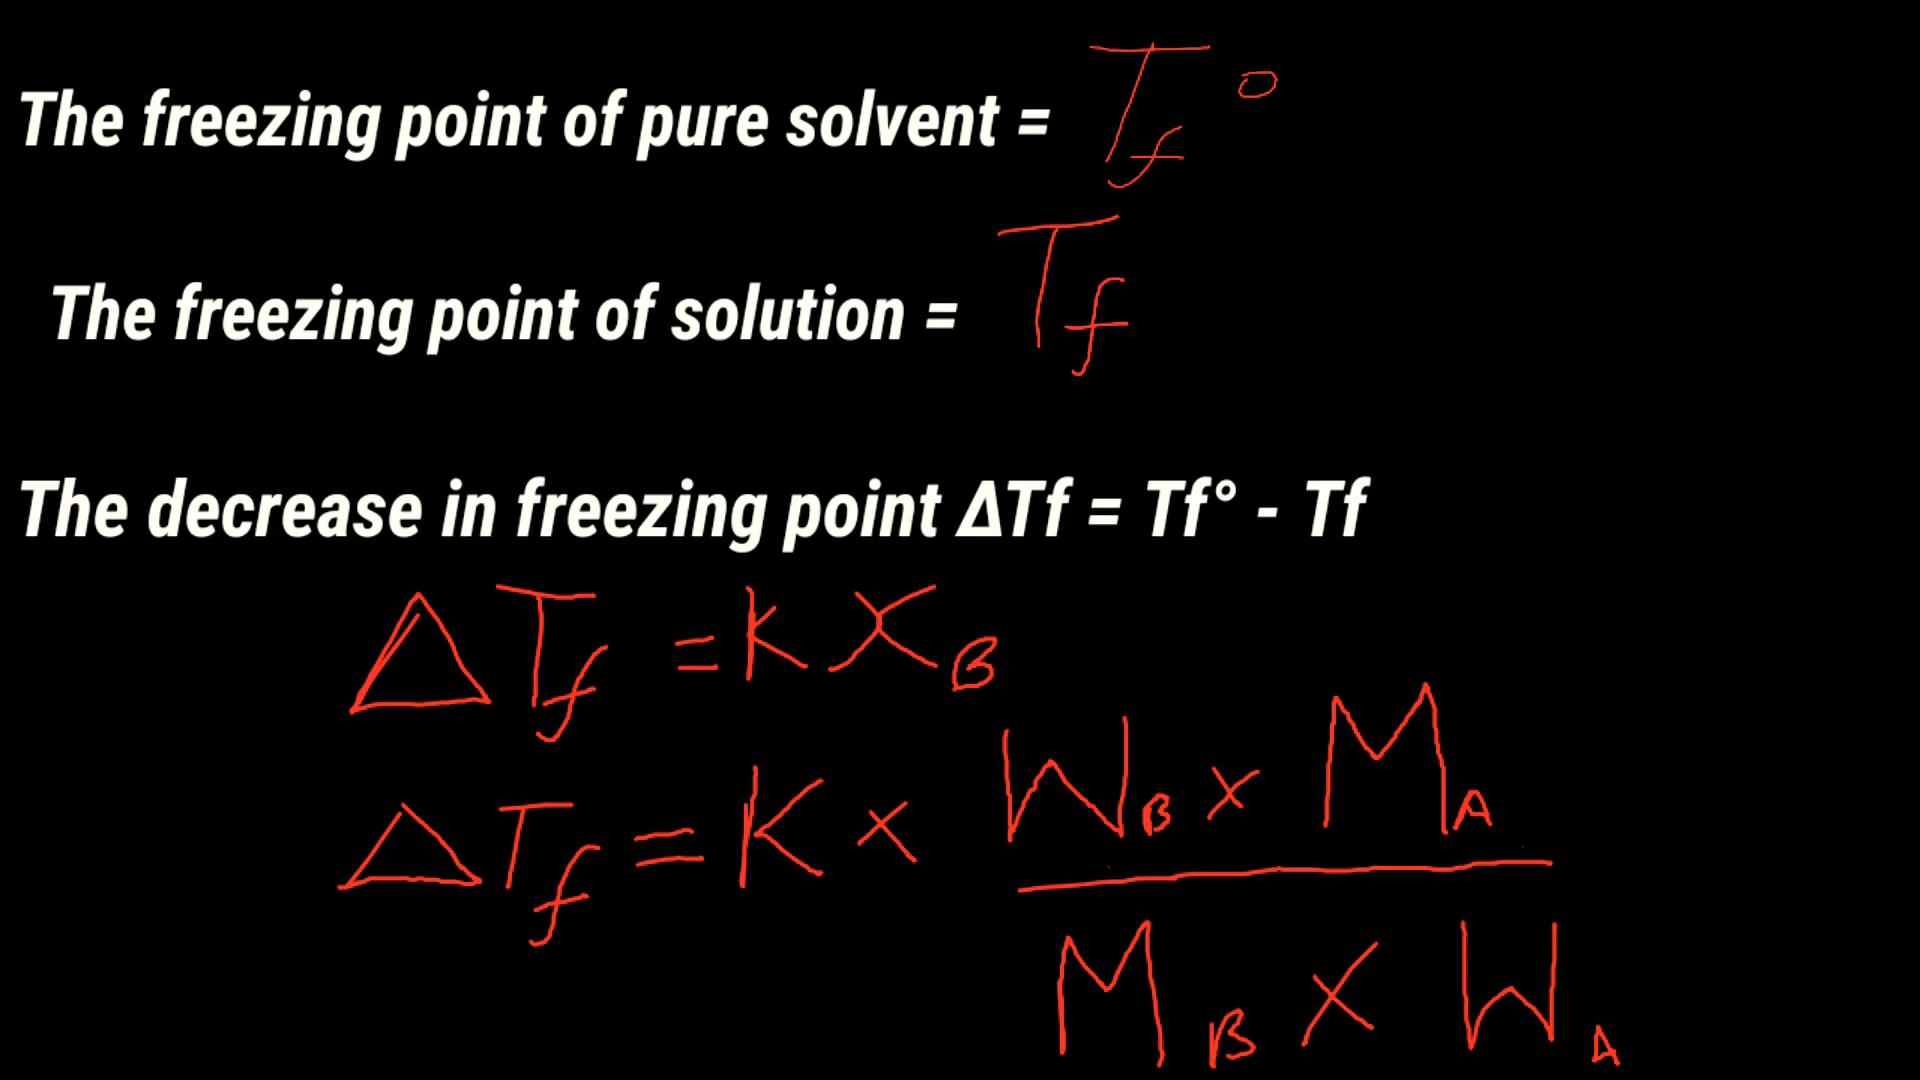 The freezing point of pure solvent = Tf°
The freezing point of solution = Tf
The decrease in freezing point ΔTf = Tf° - Tf
ΔTf = K XB
ΔTf = K × WB × MA
MB × WA